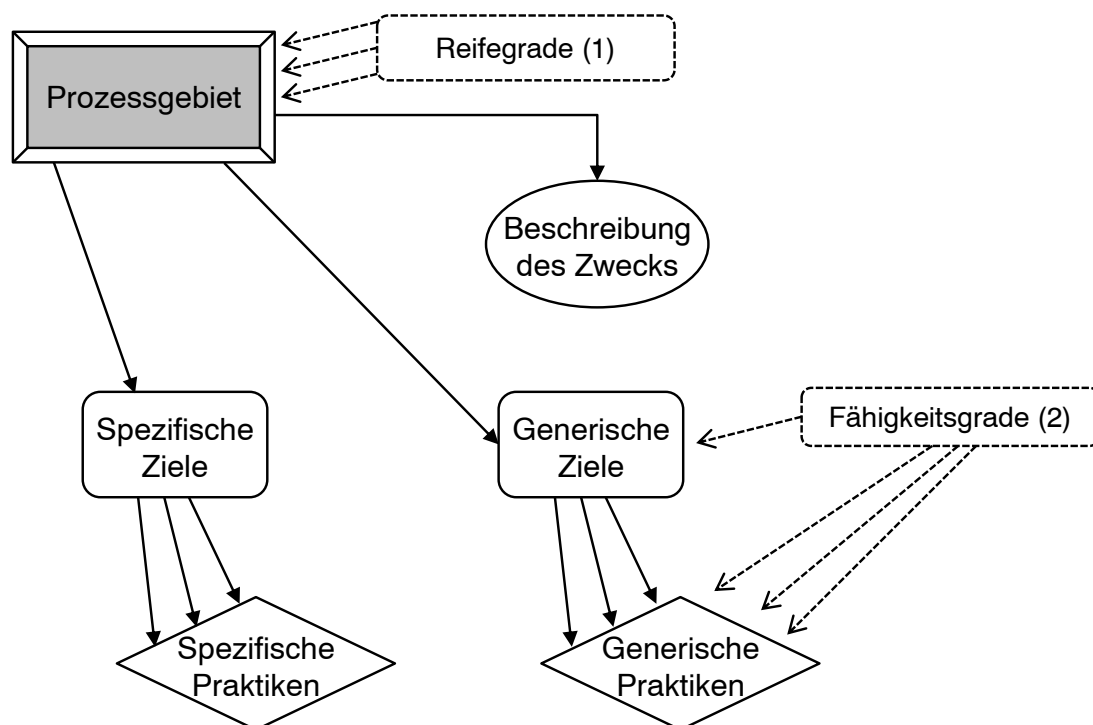 Reifegrade (1)
Prozessgebiet
Beschreibung
des Zwecks
Spezifische
Ziele
Generische
Ziele
Fähigkeitsgrade (2)
Spezifische
Praktiken
Generische
Praktiken